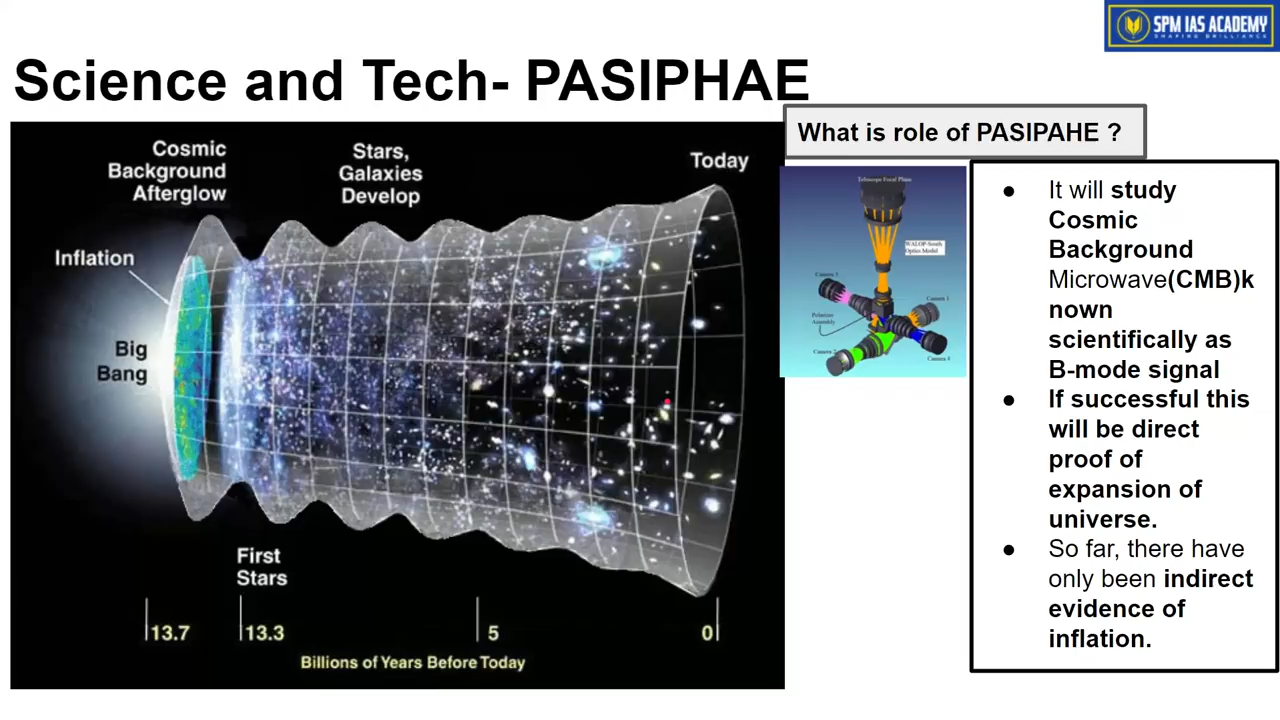 SPM IAS ACADEMY
SHAPING BRILLIANCE
Science and Tech- PASIPHAE
What is role of PASIPAHE ?
Cosmic
Background
Afterglow
Stars,
Galaxies
Develop
Today
Inflation
Big
Bang
First
Stars
13.7
13.3
5
0
Billions of Years Before Today
Telescope Focal Plane
WALOP-South
Optics Model
Camera 3
Camera 1
Polarizer
Assembly
Camera 2
Camera 4
● It will study
Cosmic
Background
Microwave(CMB)k
nown
scientifically as
B-mode signal
● If successful this
will be direct
proof of
expansion of
universe.
● So far, there have
only been indirect
evidence of
inflation.